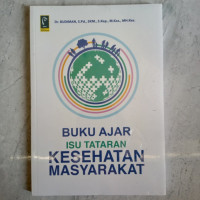 BUKU AJAR
ISU TATARAN
KESEHATAN
MASYARAKAT